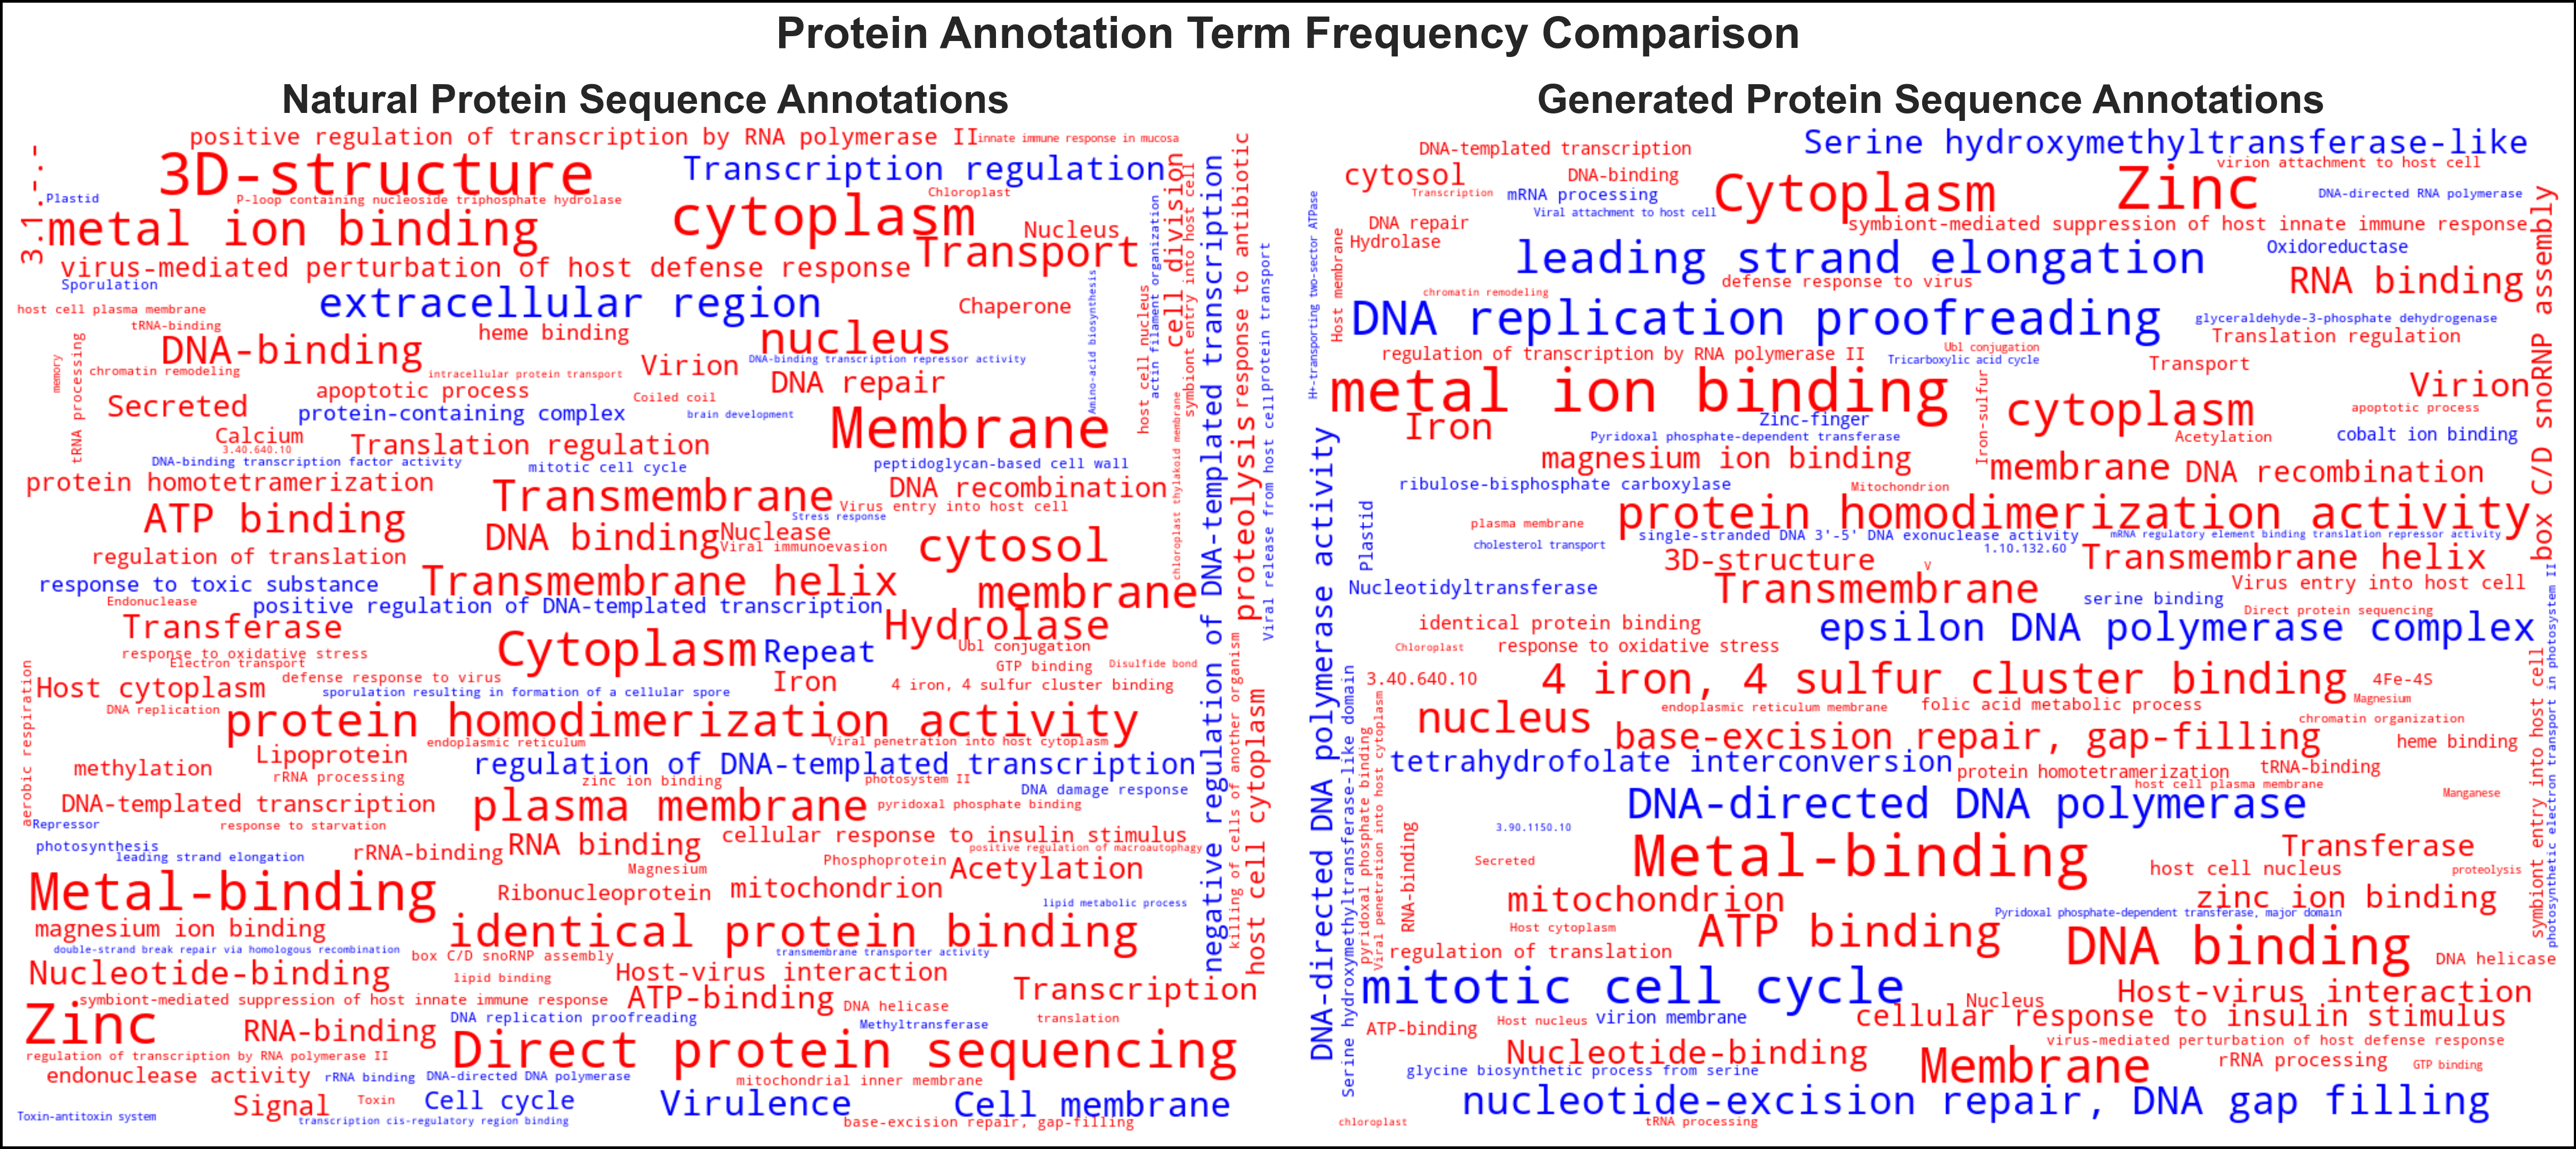 Protein Annotation Term Frequency Comparison
Natural Protein Sequence Annotations
positive regulation of transcription by RNA polymerase II
innate immune response in mucosa
3D-structure
Transcription regulation
3.1.-.-
Plastid
P-loop containing nucleoside triphosphate hydrolase
Chloroplast
metal ion binding
cytoplasm
Nucleus
Transport
virus-mediated perturbation of host defense response
Sporulation
extracellular region
Chaperone
host cell plasma membrane
tRNA-binding
heme binding
nucleus
DNA-binding
DNA-binding transcription repressor activity
memory
tRNA processing
chromatin remodeling
intracellular protein transport
Virion
DNA repair
apoptotic process
Coiled coil
Secreted
protein-containing complex
brain development
Membrane
Calcium
Translation regulation
3.40.640.10
DNA-binding transcription factor activity
mitotic cell cycle
peptidoglycan-based cell wall
protein homotetramerization
Transmembrane
DNA recombination
Virus entry into host cell
ATP binding
Stress response
DNA binding
Nuclease
Viral immunoevasion
cytosol
regulation of translation
response to toxic substance
Transmembrane helix
membrane
Endonuclease
positive regulation of DNA-templated transcription
Transferase
Hydrolase
Cytoplasm
Repeat
Ubl conjugation
response to oxidative stress
Electron transport
GTP binding
Disulfide bond
defense response to virus
Iron
4 iron, 4 sulfur cluster binding
Host cytoplasm
sporulation resulting in formation of a cellular spore
DNA replication
protein homodimerization activity
endoplasmic reticulum
Viral penetration into host cytoplasm
Lipoprotein
methylation
rRNA processing
regulation of DNA-templated transcription
zinc ion binding
photosystem II
DNA damage response
DNA-templated transcription
plasma membrane
pyridoxal phosphate binding
Repressor
response to starvation
photosynthesis
leading strand elongation
rRNA-binding
RNA binding
cellular response to insulin stimulus
positive regulation of macroautophagy
Magnesium
Phosphoprotein
Acetylation
Metal-binding
Ribonucleoprotein
mitochondrion
lipid metabolic process
magnesium ion binding
identical protein binding
double-strand break repair via homologous recombination
box C/D snoRNP assembly
transmembrane transporter activity
Nucleotide-binding
lipid binding
Host-virus interaction
symbiont-mediated suppression of host innate immune response
ATP-binding
DNA helicase
Transcription
Zinc
RNA-binding
DNA replication proofreading
Methyltransferase
translation
Direct protein sequencing
regulation of transcription by RNA polymerase II
endonuclease activity
rRNA binding
DNA-directed DNA polymerase
mitochondrial inner membrane
Signal
Toxin
Cell cycle
Virulence
Cell membrane
Toxin-antitoxin system
transcription cis-regulatory region binding
base-excision repair, gap-filling
aerobic respiration
Amino-acid biosynthesis
host cell nucleus
actin filament organization
cell division
symbiont entry into host cell
chloroplast thylakoid membrane
negative regulation of DNA-templated transcription
response to antibiotic
proteolysis
protein transport
Viral release from host cell
killing of cells of another organism
host cell cytoplasm
Generated Protein Sequence Annotations
Serine hydroxymethyltransferase-like
DNA-templated transcription
virion attachment to host cell
cytosol
DNA-binding
Cytoplasm
Zinc
Transcription
mRNA processing
DNA-directed RNA polymerase
Viral attachment to host cell
DNA repair
symbiont-mediated suppression of host innate immune response
Hydrolase
leading strand elongation
Oxidoreductase
defense response to virus
RNA binding
chromatin remodeling
DNA replication proofreading
glyceraldehyde-3-phosphate dehydrogenase
Translation regulation
regulation of transcription by RNA polymerase II
Ubl conjugation
Tricarboxylic acid cycle
Transport
metal ion binding
Virion
Iron
Zinc-finger
cytoplasm
apoptotic process
Pyridoxal phosphate-dependent transferase
Acetylation
cobalt ion binding
magnesium ion binding
Iron-sulfur
membrane
DNA recombination
ribulose-bisphosphate carboxylase
Mitochondrion
protein homodimerization activity
plasma membrane
single-stranded DNA 3'-5' DNA exonuclease activity
mRNA regulatory element binding translation repressor activity
cholesterol transport
1.10.132.60
3D-structure
V
Transmembrane helix
Nucleotidyltransferase
Transmembrane
Virus entry into host cell
serine binding
Direct protein sequencing
identical protein binding
epsilon DNA polymerase complex
Chloroplast
response to oxidative stress
3.40.640.10
4 iron, 4 sulfur cluster binding
4Fe-4S
Magnesium
endoplasmic reticulum membrane
folic acid metabolic process
nucleus
chromatin organization
base-excision repair, gap-filling
heme binding
tetrahydrofolate interconversion
protein homotetramerization
tRNA-binding
host cell plasma membrane
DNA-directed DNA polymerase
Manganese
3.90.1150.10
Metal-binding
Transferase
Secreted
host cell nucleus
proteolysis
mitochondrion
zinc ion binding
Pyridoxal phosphate-dependent transferase, major domain
Host cytoplasm
ATP binding
DNA binding
regulation of translation
DNA helicase
mitotic cell cycle
Nucleus
Host-virus interaction
ATP-binding
Host nucleus
virion membrane
cellular response to insulin stimulus
virus-mediated perturbation of host defense response
Nucleotide-binding
Membrane
rRNA processing
GTP binding
glycine biosynthetic process from serine
nucleotide-excision repair, DNA gap filling
chloroplast
tRNA processing
H+-transporting two-sector ATPase
Host membrane
DNA-directed DNA polymerase activity
Plastid
Serine hydroxymethyltransferase-like domain
pyridoxal phosphate binding
Viral penetration into host cytoplasm
RNA-binding
box C/D snoRNP assembly
symbiont entry into host cell
photosynthetic electron transport in photosystem II